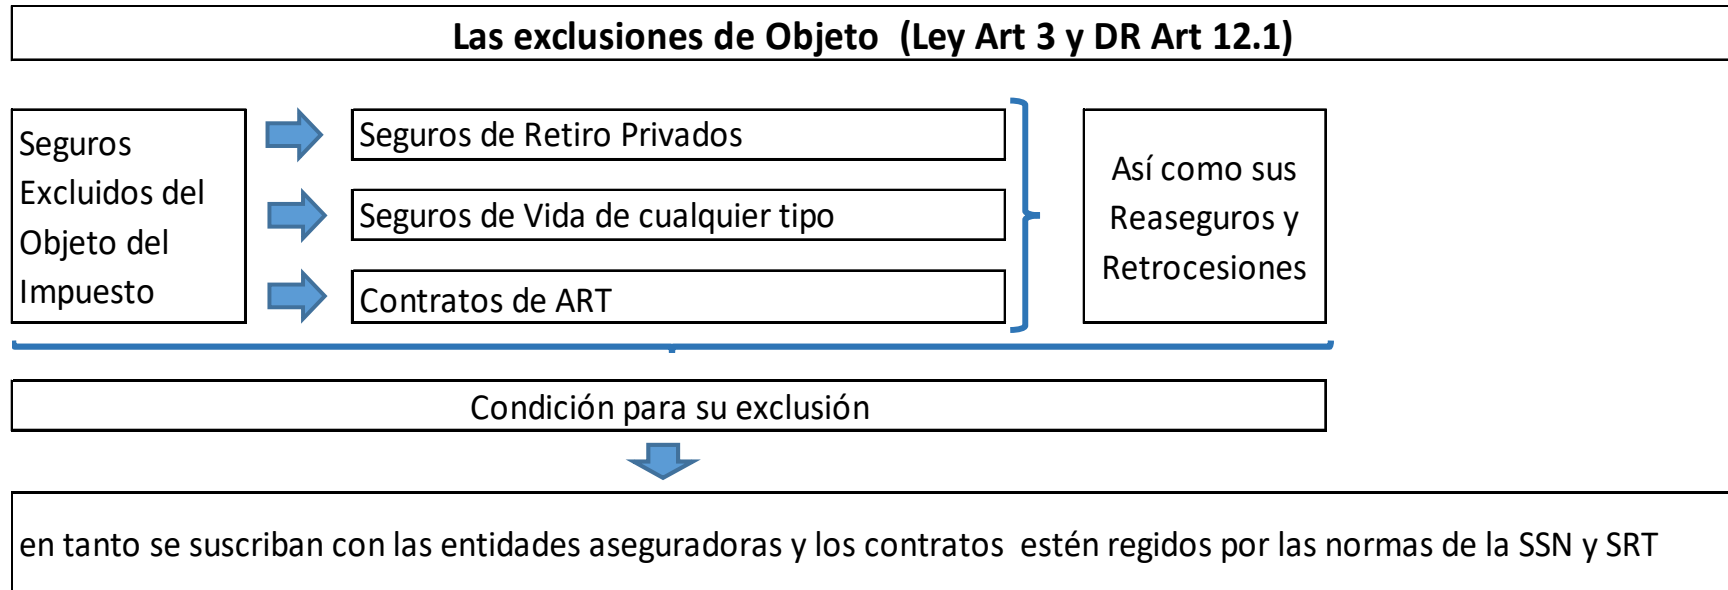 Las exclusiones de Objeto  (Ley Art 3 y DR Art 12.1)
Seguros
Excluidos del
Objeto del
Impuesto
Seguros de Retiro Privados
Seguros de Vida de cualquier tipo
Contratos de ART
Así como sus
Reaseguros y
Retrocesiones
Condición para su exclusión
en tanto se suscriban con las entidades aseguradoras y los contratos  estén regidos por las normas de la SSN y SRT